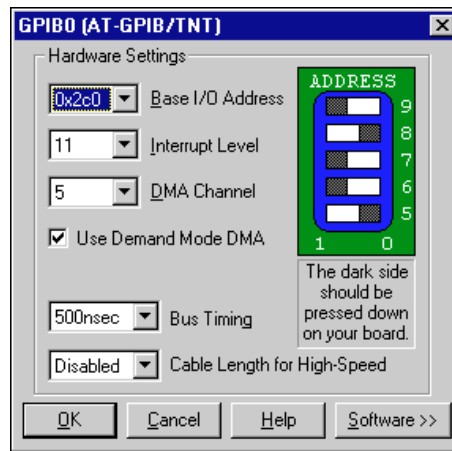 GPIB0 (AT-GPIB/TNT)
Hardware Settings
0x2c0 Base I/O Address
11 Interrupt Level
5 DMA Channel
Use Demand Mode DMA
500nsec Bus Timing
Disabled Cable Length for High-Speed
ADDRESS
9
8
7
6
5
1 0
The dark side
should be
pressed down
on your board.
OK Cancel Help Software >>